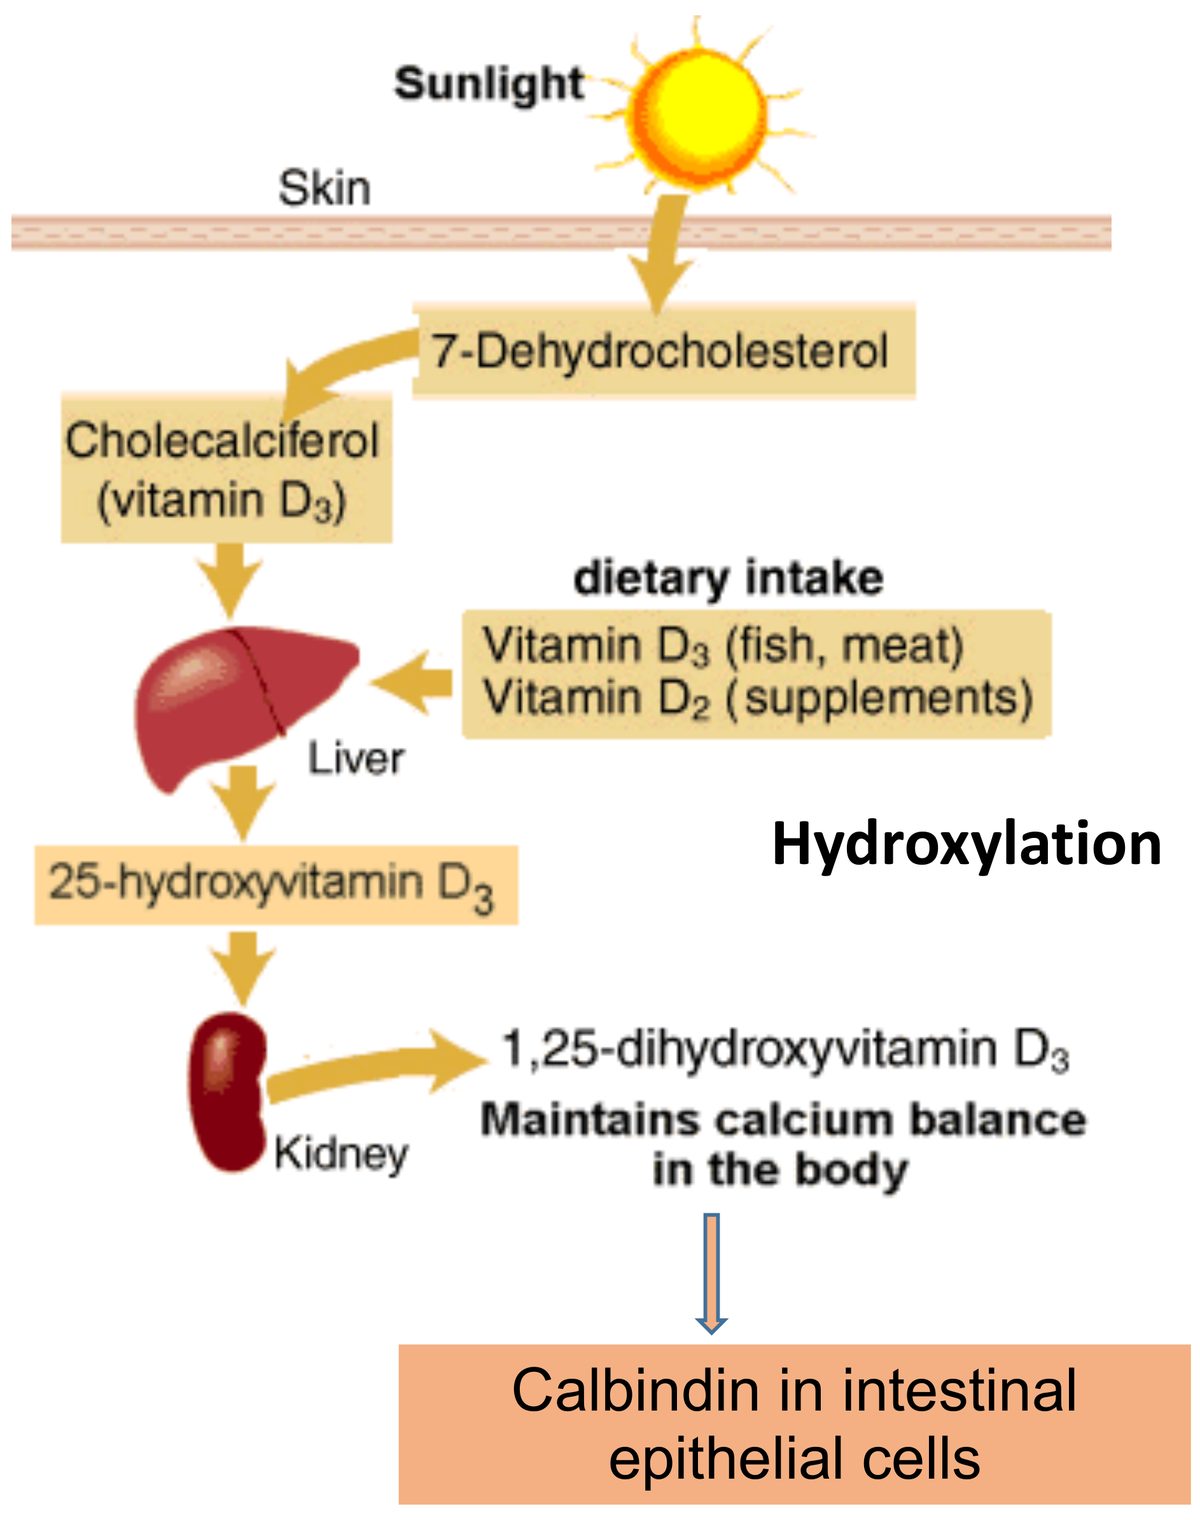 Sunlight
Skin
7-Dehydrocholesterol
Cholecalciferol
(vitamin D₃)
dietary intake
Vitamin D₃ (fish, meat)
Vitamin D₂ (supplements)
Liver
Hydroxylation
25-hydroxyvitamin D₃
1,25-dihydroxyvitamin D₃
Maintains calcium balance
in the body
Kidney
Calbindin in intestinal
epithelial cells